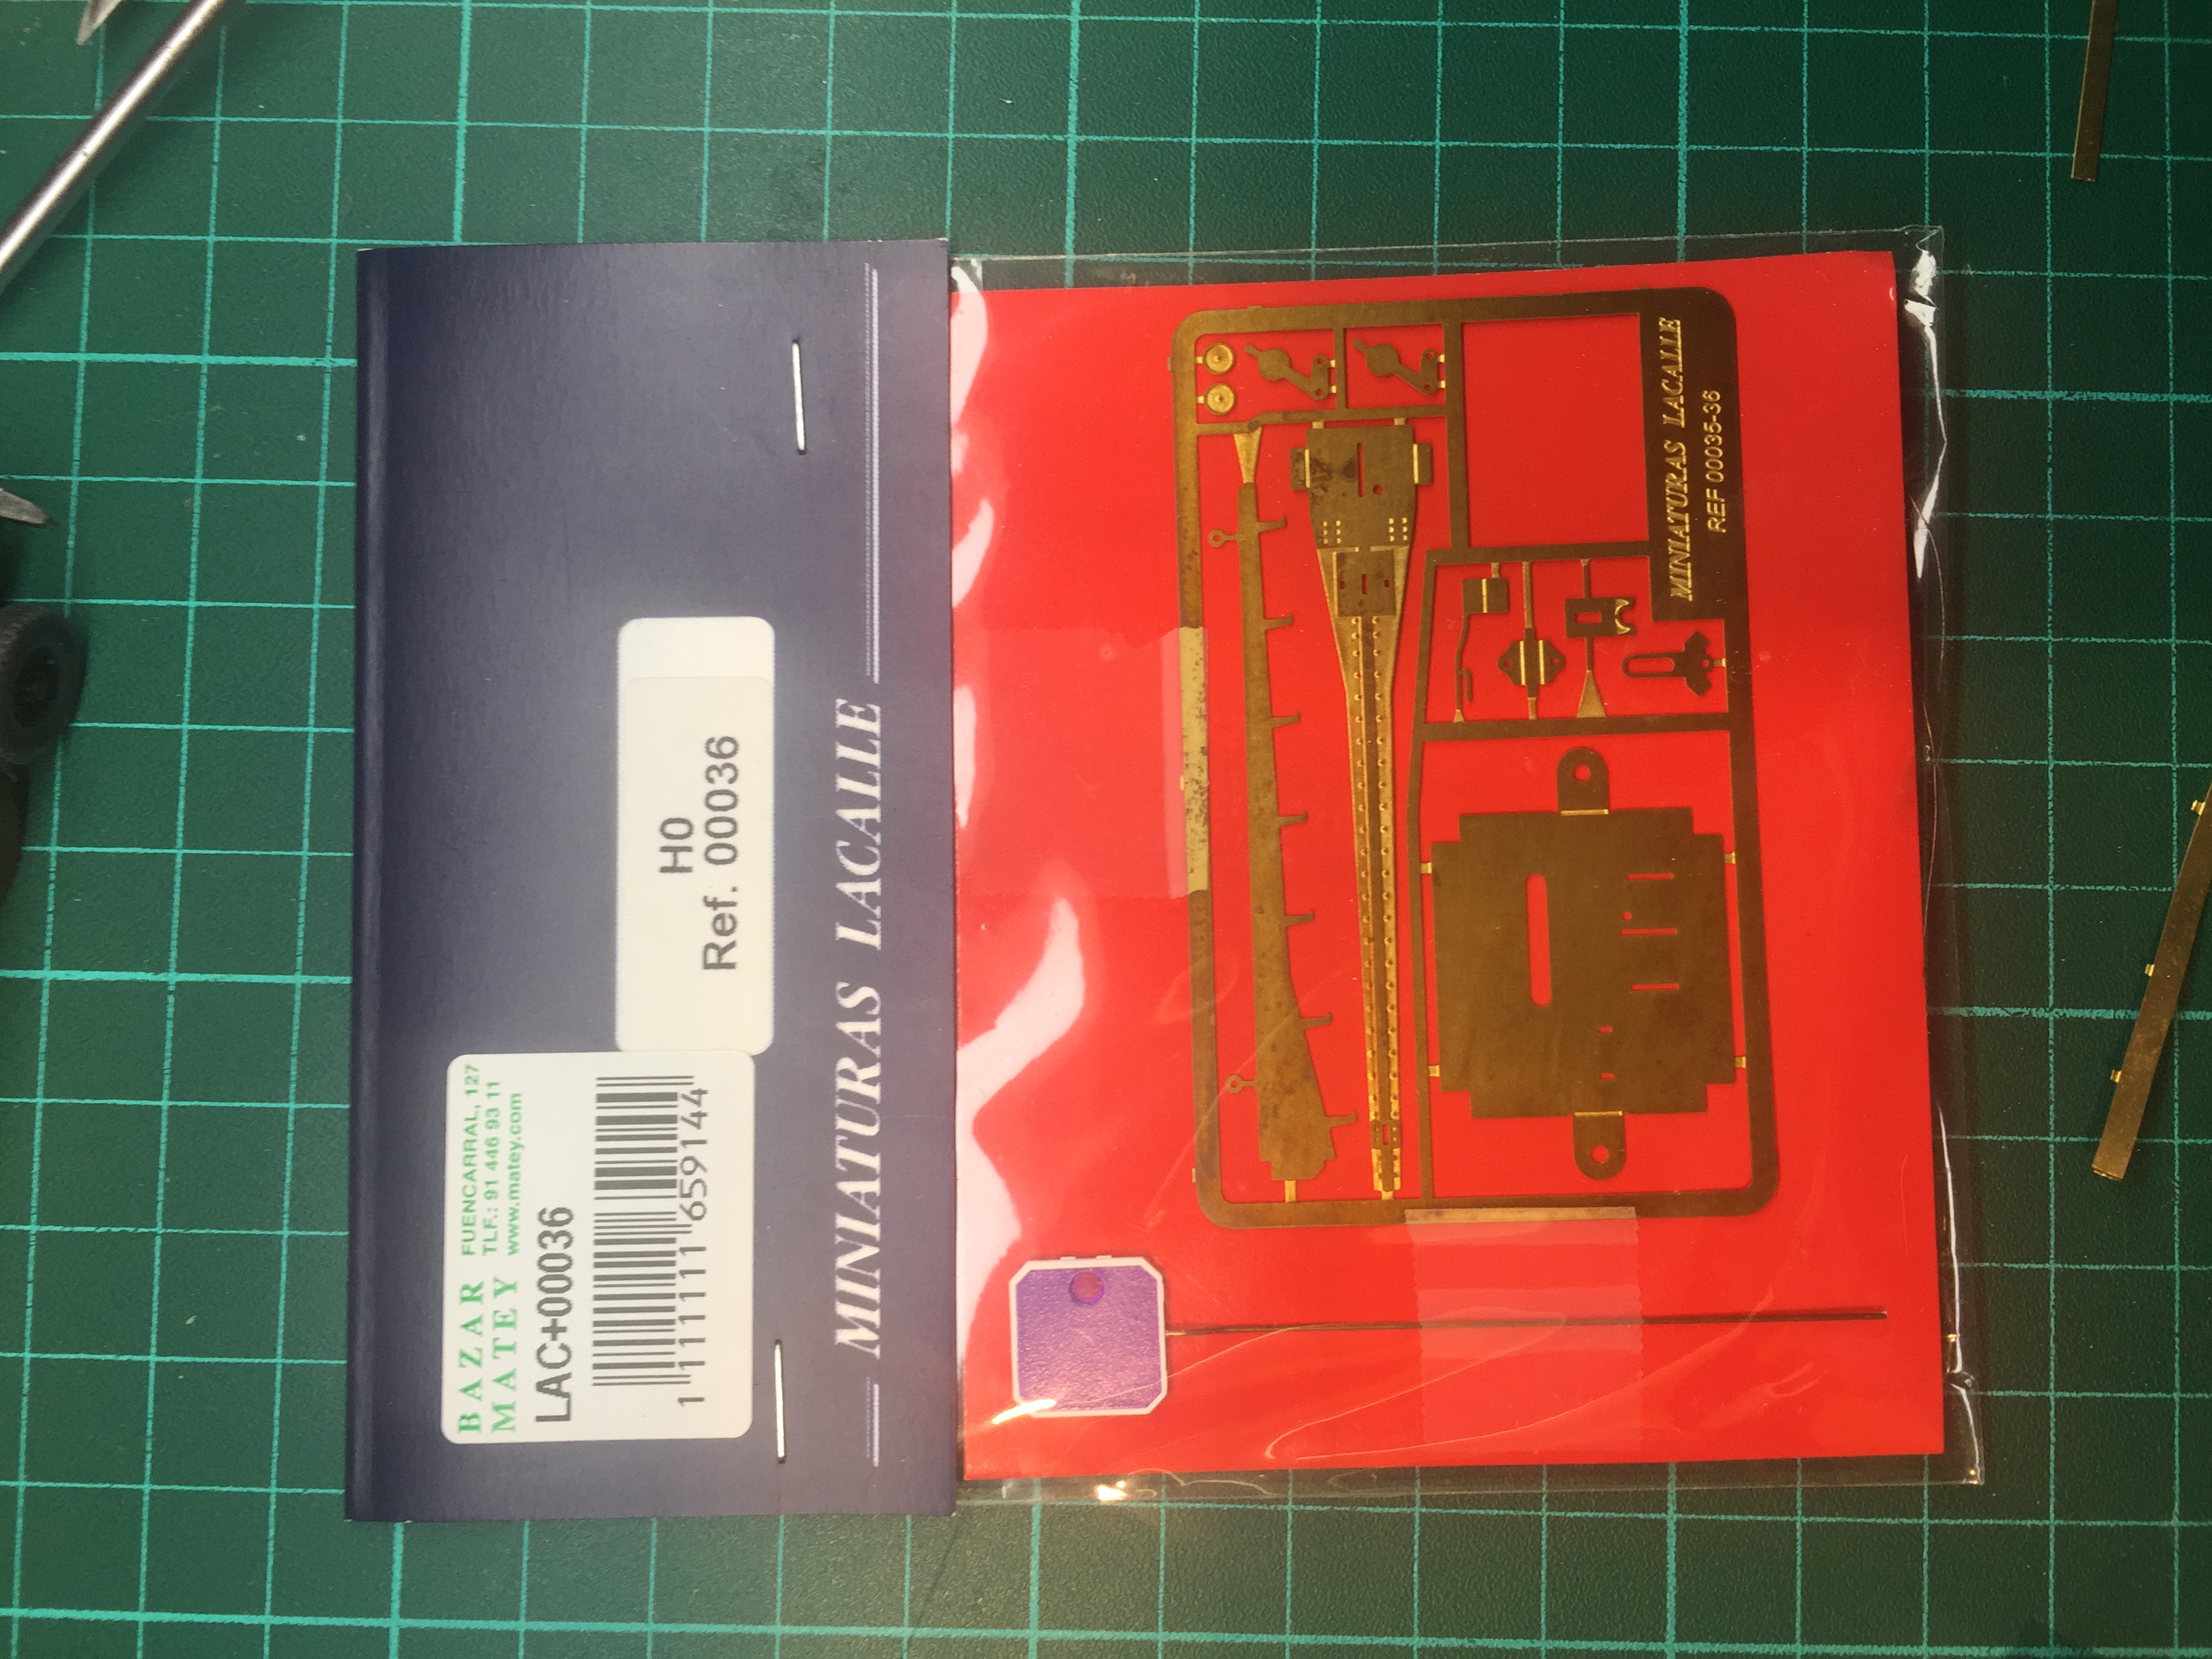 BAZAR MATEY
FUENCARRAL, 127
TLF.: 91 446 93 11
www.matey.com
LAC+00036
1 111111 659144
H0
Ref. 00036
MINIATURAS LACALLE
MINIATURAS LACALLE
REF 00035-36